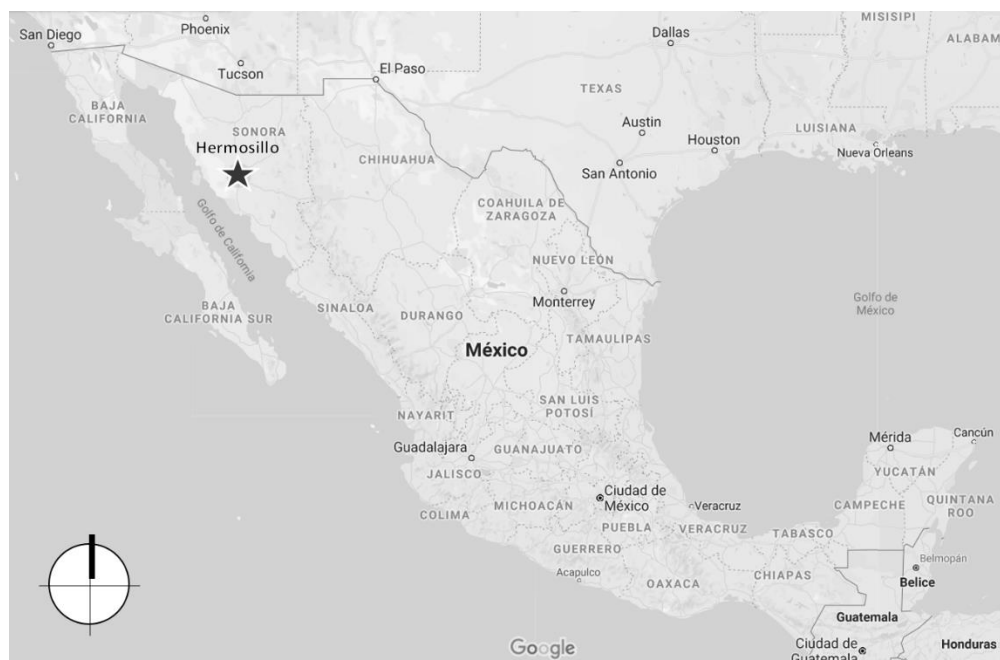 MISISIPI
San Diego
Phoenix
Dallas
ALABAM
Tucson
El Paso
BAJA
CALIFORNIA
TEXAS
SONORA
Austin
LUISIANA
Hermosillo
CHIHUAHUA
Houston
Nueva Orleans
San Antonio
COAHUILA DE
ZARAGOZA
Golfo de California
NUEVO LEÓN
Monterrey
Golfo de
México
BAJA
CALIFORNIA SUR
SINALOA
DURANGO
TAMAULIPAS
México
SAN LUIS
POTOSÍ
NAYARIT
Guadalajara
GUANAJUATO
Mérida
Cancún
JALISCO
YUCATÁN
Ciudad de
México
MICHOACÁN
COLIMA
Veracruz
CAMPECHE
QUINTANA
ROO
PUEBLA
VERACRUZ
TABASCO
GUERRERO
Acapulco
OAXACA
CHIAPAS
Belmopán
Belice
Guatemala
Ciudad de
Guatemala
Honduras
Google